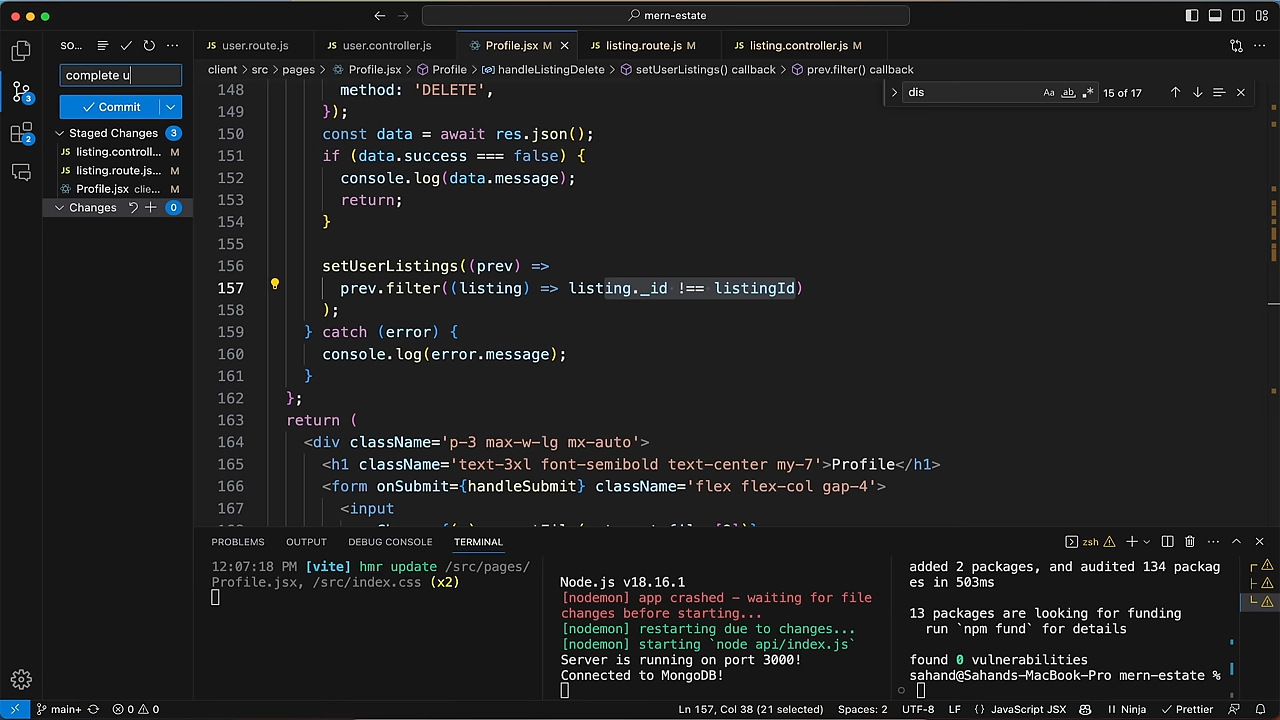 mern-estate
SO...
user.route.js
user.controller.js
Profile.jsx M
listing.route.js M
listing.controller.js M
complete u
Commit
Staged Changes 3
listing.controll... M
listing.route.js... M
Profile.jsx clie... M
Changes 0
3
2
client > src > pages > Profile.jsx > Profile > handleListingDelete > setUserListings() callback > prev.filter() callback
dis
Aa ab .* 15 of 17
148 method: 'DELETE',
149 });
150 const data = await res.json();
151 if (data.success === false) {
152 console.log(data.message);
153 return;
154 }
155
156 setUserListings((prev) =>
157 prev.filter((listing) => listing._id !== listingId)
158 );
159 } catch (error) {
160 console.log(error.message);
161 }
162 };
163 return (
164 <div className='p-3 max-w-lg mx-auto'>
165 <h1 className='text-3xl font-semibold text-center my-7'>Profile</h1>
166 <form onSubmit={handleSubmit} className='flex flex-col gap-4'>
167 <input
PROBLEMS OUTPUT DEBUG CONSOLE TERMINAL
zsh
12:07:18 PM [vite] hmr update /src/pages/
Profile.jsx, /src/index.css (x2)
Node.js v18.16.1
[nodemon] app crashed - waiting for file
changes before starting...
[nodemon] restarting due to changes...
[nodemon] starting `node api/index.js`
Server is running on port 3000!
Connected to MongoDB!
added 2 packages, and audited 134 packag
es in 503ms
13 packages are looking for funding
run `npm fund` for details
found 0 vulnerabilities
sahand@Sahands-MacBook-Pro mern-estate %
main+ 0 0 Ln 157, Col 38 (21 selected) Spaces: 2 UTF-8 LF {} JavaScript JSX Ninja Prettier